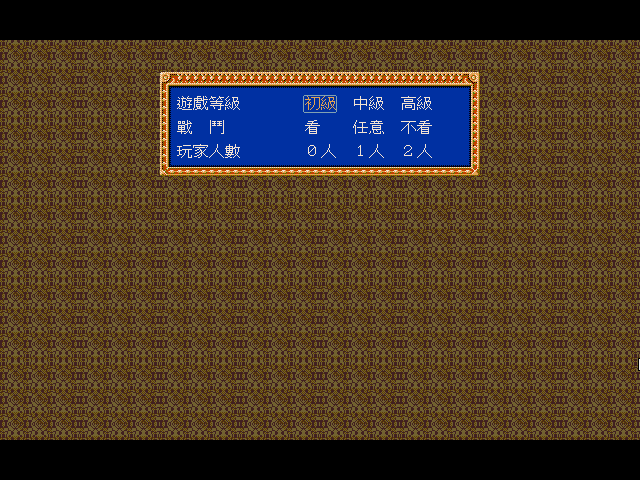 遊戲等級 初級 中級 高級
戰 鬥 看 任意 不看
玩家人數 0人 1人 2人